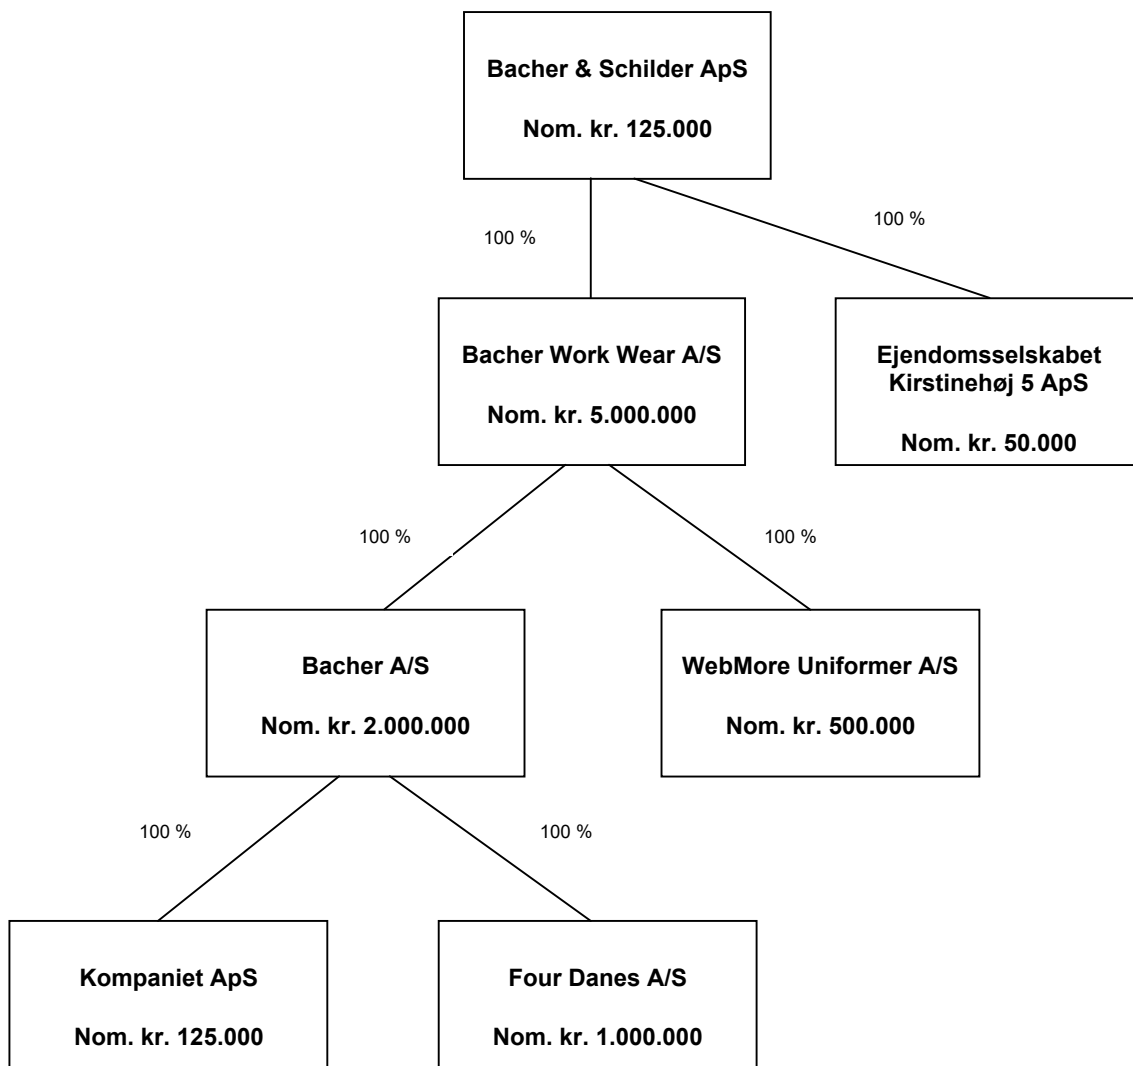 Bacher & Schilder ApS
Nom. kr. 125.000
100 %
100 %
Bacher Work Wear A/S
Nom. kr. 5.000.000
Ejendomsselskabet
Kirstinehøj 5 ApS
Nom. kr. 50.000
100 %
100 %
Bacher A/S
Nom. kr. 2.000.000
WebMore Uniformer A/S
Nom. kr. 500.000
100 %
100 %
Kompaniet ApS
Nom. kr. 125.000
Four Danes A/S
Nom. kr. 1.000.000